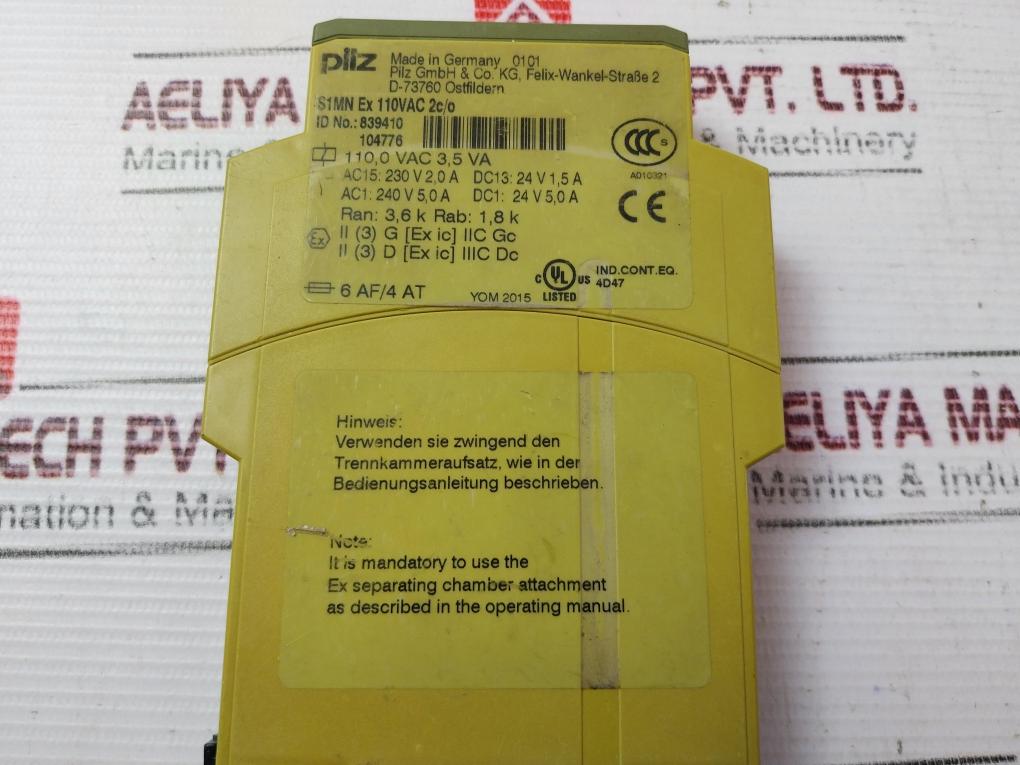 pilz
Made in Germany 0101
Pilz GmbH & Co. KG, Felix-Wankel-Straße 2
D-73760 Ostfildern
S1MN Ex 110VAC 2c/o
ID No.: 839410
104776
110,0 VAC 3,5 VA
AC15: 230 V 2,0 A DC13: 24 V 1,5 A
AC1: 240 V 5,0 A DC1: 24 V 5,0 A
Ran: 3,6 k Rab: 1,8 k
II (3) G [Ex ic] IIC Gc
II (3) D [Ex ic] IIIC Dc
Ex
6 AF/4 AT
YOM 2015
CCC S
A010321
CE
C UL US
LISTED
IND.CONT.EQ.
4D47
Hinweis:
Verwenden sie zwingend den
Trennkammeraufsatz, wie in der
Bedienungsanleitung beschrieben.
Note:
It is mandatory to use the
Ex separating chamber attachment
as described in the operating manual.
AELIYA
PVT. LTD.
Marine
& Machinery
ECH PVT
mation & Ma
AELIYA MA
Marine & Indu